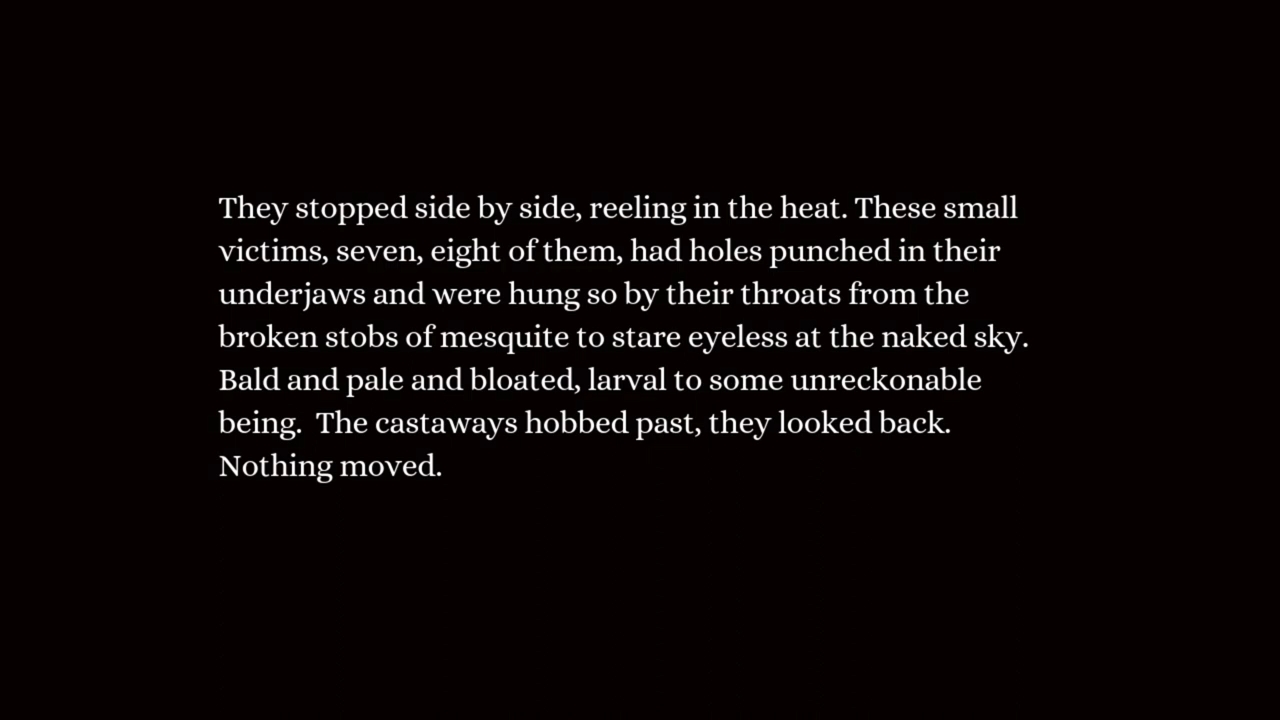 They stopped side by side, reeling in the heat. These small
victims, seven, eight of them, had holes punched in their
underjaws and were hung so by their throats from the
broken stobs of mesquite to stare eyeless at the naked sky.
Bald and pale and bloated, larval to some unreckonable
being.  The castaways hobbed past, they looked back.
Nothing moved.